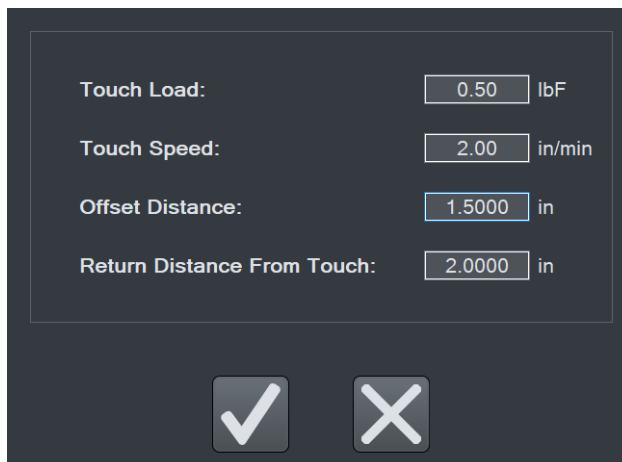 Touch Load: 0.50 lbF
Touch Speed: 2.00 in/min
Offset Distance: 1.5000 in
Return Distance From Touch: 2.0000 in